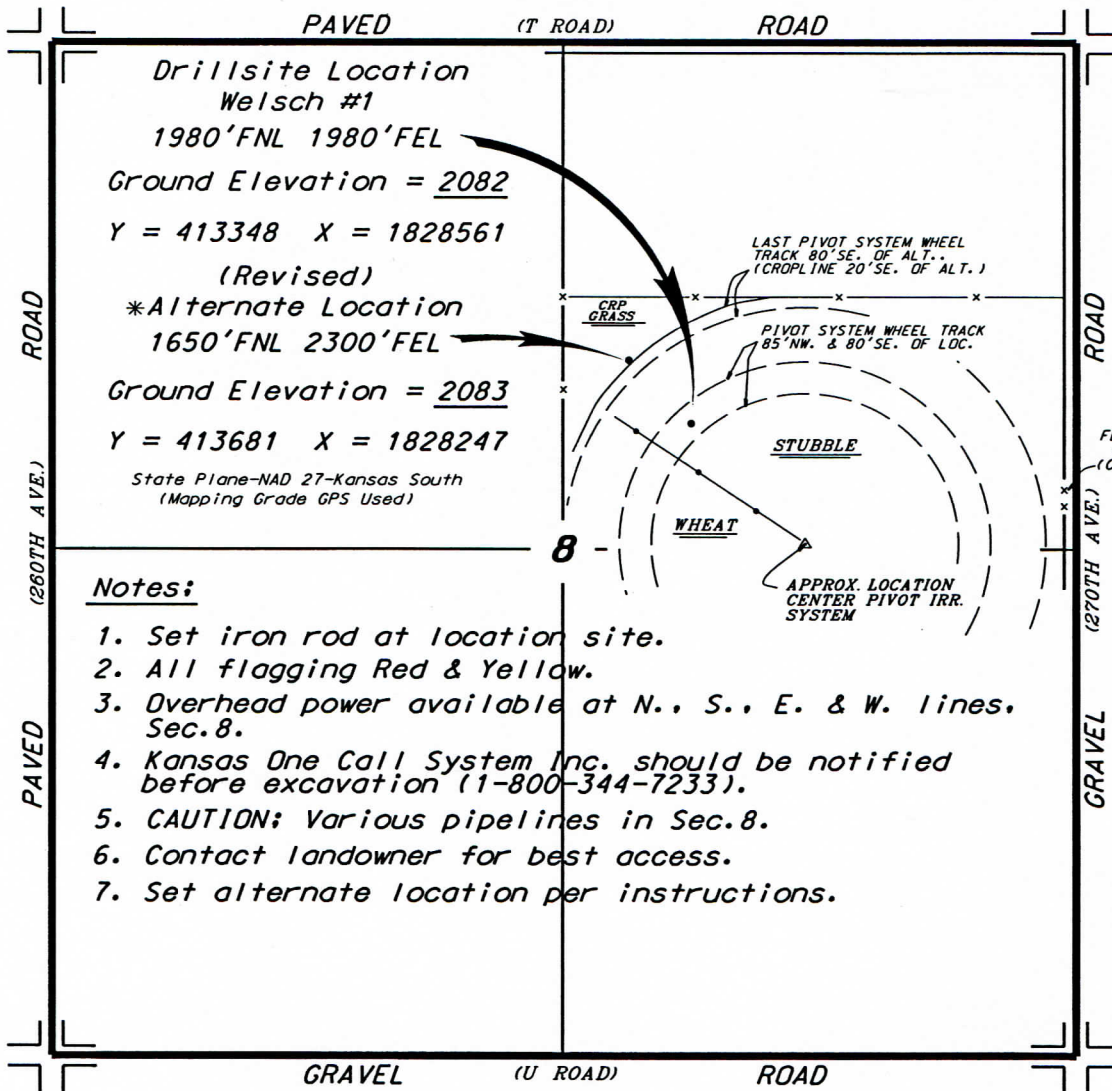 PAVED (T ROAD) ROAD
Drillsite Location
Welsch #1
1980'FNL 1980'FEL
Ground Elevation = 2082
Y = 413348 X = 1828561
(Revised)
*Alternate Location
1650'FNL 2300'FEL
Ground Elevation = 2083
Y = 413681 X = 1828247
State Plane-NAD 27-Kansas South
(Mapping Grade GPS Used)
LAST PIVOT SYSTEM WHEEL
TRACK 80'SE. OF ALT..
(CROPLINE 20'SE. OF ALT.)
CRP
GRASS
PIVOT SYSTEM WHEEL TRACK
85'NW. & 80'SE. OF LOC.
STUBBLE
WHEAT
8
APPROX. LOCATION
CENTER PIVOT IRR.
SYSTEM
ROAD
(260TH AVE.)
PAVED
ROAD
(270TH AVE.)
GRAVEL
Notes:
1. Set iron rod at location site.
2. All flagging Red & Yellow.
3. Overhead power available at N., S., E. & W. lines,
Sec.8.
4. Kansas One Call System Inc. should be notified
before excavation (1-800-344-7233).
5. CAUTION: Various pipelines in Sec.8.
6. Contact landowner for best access.
7. Set alternate location per instructions.
GRAVEL (U ROAD) ROAD